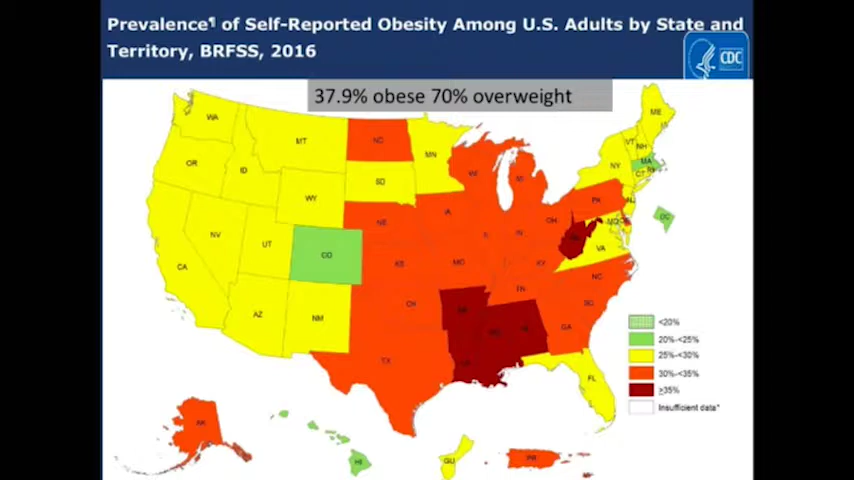 Prevalence¶ of Self-Reported Obesity Among U.S. Adults by State and
Territory, BRFSS, 2016
CDC
37.9% obese 70% overweight
WA
MT
ND
MN
ME
OR
ID
SD
WI
MI
VT
NH
NY
MA
RI
CT
WY
NE
IA
PA
NJ
NV
UT
CO
IL
IN
OH
MD
DE
DC
VA
CA
KS
MO
KY
NC
AZ
NM
OK
TN
SC
GA
TX
FL
AK
HI
GU
PR
<20%
20%-<25%
25%-<30%
30%-<35%
≥35%
Insufficient data*